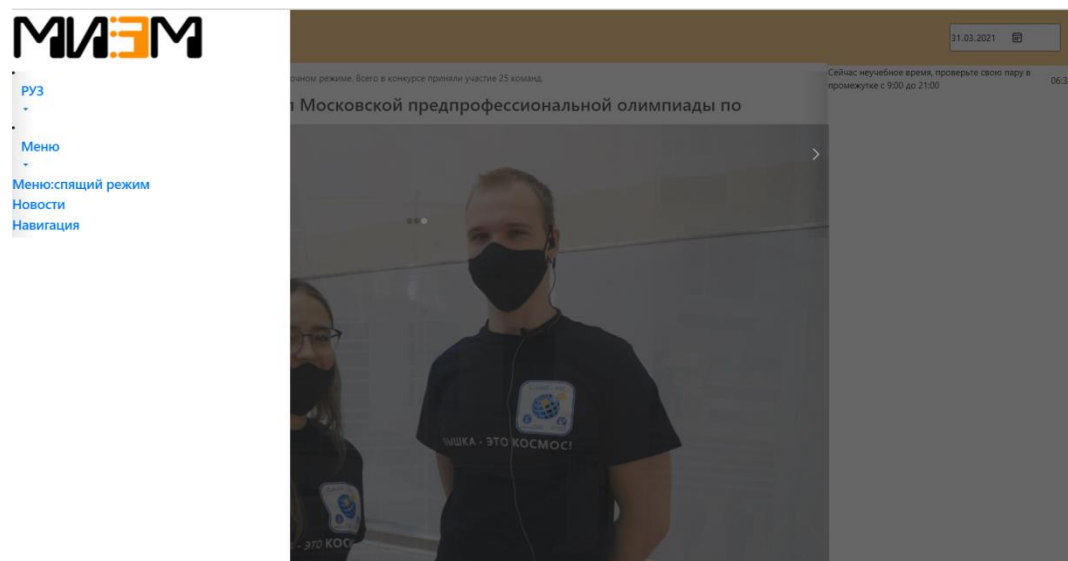 МИЭМ
РУЗ
Меню
Меню:спящий режим
Новости
Навигация
31.03.2021
очном режиме. Всего в конкурсе приняли участие 25 команд.
Московской предпрофессиональной олимпиады по
Сейчас неучебное время, проверьте свою пару в
промежутке с 9:00 до 21:00
06:3
ВЫШКА - ЭТО КОСМОС!
- ЭТО КОС